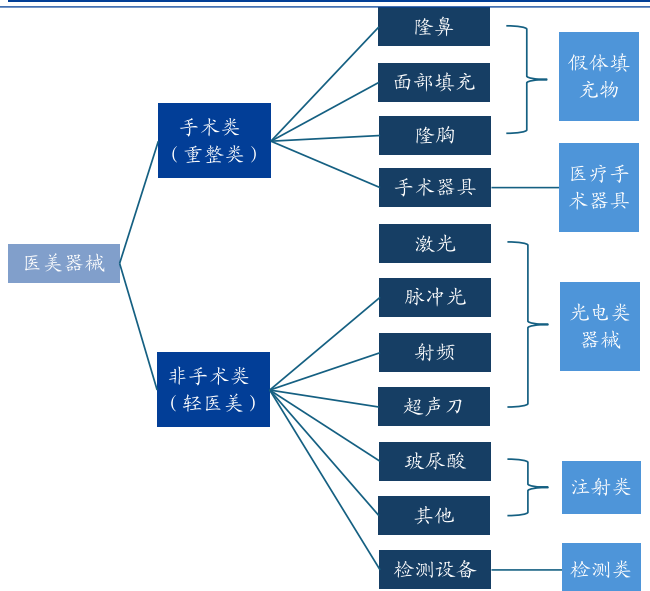 医美器械
手术类
（重整类）
非手术类
（轻医美）
隆鼻
面部填充
隆胸
手术器具
激光
脉冲光
射频
超声刀
玻尿酸
其他
检测设备
假体填
充物
医疗手
术器具
光电类
器械
注射类
检测类